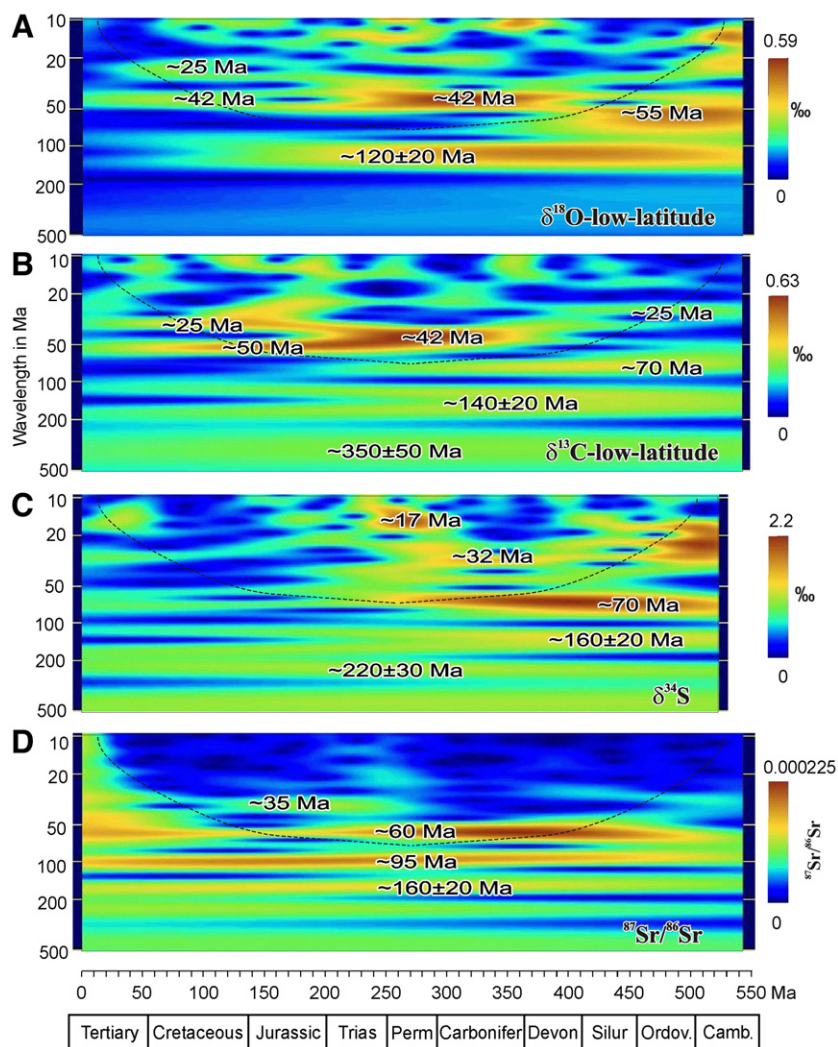 A
10
20
50
100
200
500
~25 Ma
~42 Ma
~42 Ma
~55 Ma
~120±20 Ma
δ¹⁸O-low-latitude
0.59
‰
0
B
Wavelength in Ma
10
20
50
100
200
500
~25 Ma
~25 Ma
~42 Ma
~50 Ma
~70 Ma
~140±20 Ma
~350±50 Ma
δ¹³C-low-latitude
0.63
‰
0
C
10
20
50
100
200
500
~17 Ma
~32 Ma
~70 Ma
~160±20 Ma
~220±30 Ma
δ³⁴S
2.2
‰
0
D
10
20
50
100
200
500
~35 Ma
~60 Ma
~95 Ma
~160±20 Ma
⁸⁷Sr/⁸⁶Sr
0.000225
⁸⁷Sr/⁸⁶Sr
0
0 50 100 150 200 250 300 350 400 450 500 550 Ma
Tertiary Cretaceous Jurassic Trias Perm Carbonifer Devon Silur Ordov. Camb.